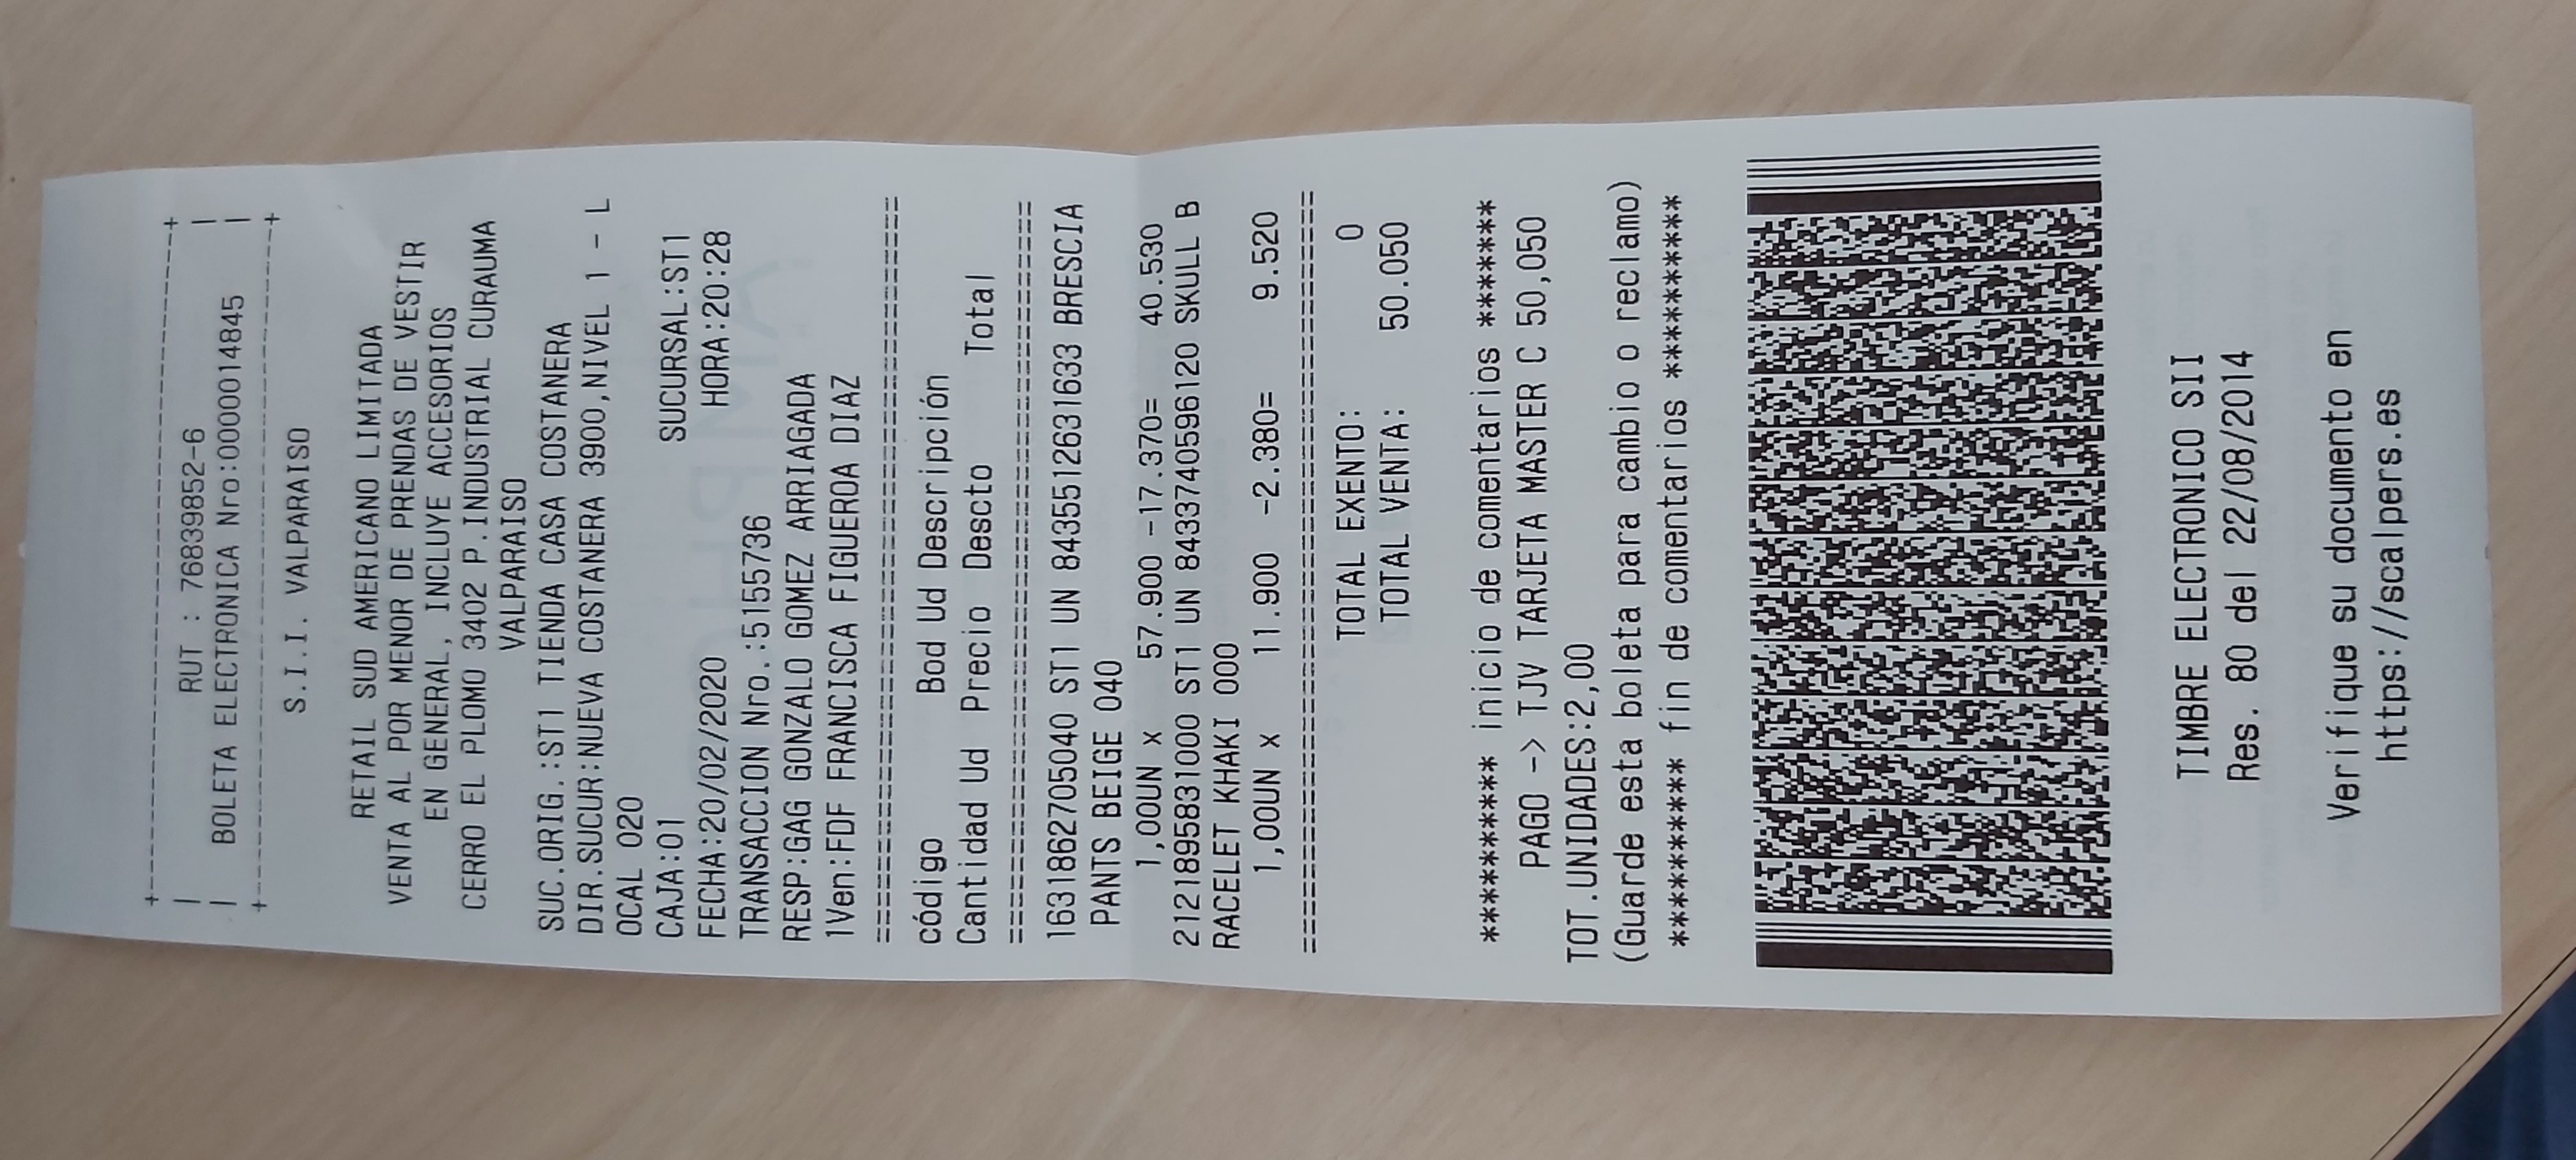 +--------------------------------------+
| RUT : 76839852-6 |
| BOLETA ELECTRONICA Nro:0000014845 |
+--------------------------------------+
S.I.I. VALPARAISO
RETAIL SUD AMERICANO LIMITADA
VENTA AL POR MENOR DE PRENDAS DE VESTIR
EN GENERAL, INCLUYE ACCESORIOS
CERRO EL PLOMO 3402 P.INDUSTRIAL CURAUMA
VALPARAISO
SUC.ORIG.:ST1 TIENDA CASA COSTANERA
DIR.SUCUR:NUEVA COSTANERA 3900,NIVEL 1 - L
OCAL 020
CAJA:01 SUCURSAL:ST1
FECHA:20/02/2020 HORA:20:28
TRANSACCION Nro.:5155736
RESP:GAG GONZALO GOMEZ ARRIAGADA
1Ven:FDF FRANCISCA FIGUEROA DIAZ
==========================================
código Bod Ud Descripción
Cantidad Ud Precio Descto Total
==========================================
1631862705040 ST1 UN 8435512631633 BRESCIA
PANTS BEIGE 040
1,00UN x 57.900 -17.370= 40.530
2121895831000 ST1 UN 8433740596120 SKULL B
RACELET KHAKI 000
1,00UN x 11.900 -2.380= 9.520
==========================================
TOTAL EXENTO: 0
TOTAL VENTA: 50.050
********** inicio de comentarios *******
PAGO -> TJV TARJETA MASTER C 50,050
TOT.UNIDADES:2,00
(Guarde esta boleta para cambio o reclamo)
********** fin de comentarios **********
TIMBRE ELECTRONICO SII
Res. 80 del 22/08/2014
Verifique su documento en
https://scalpers.es